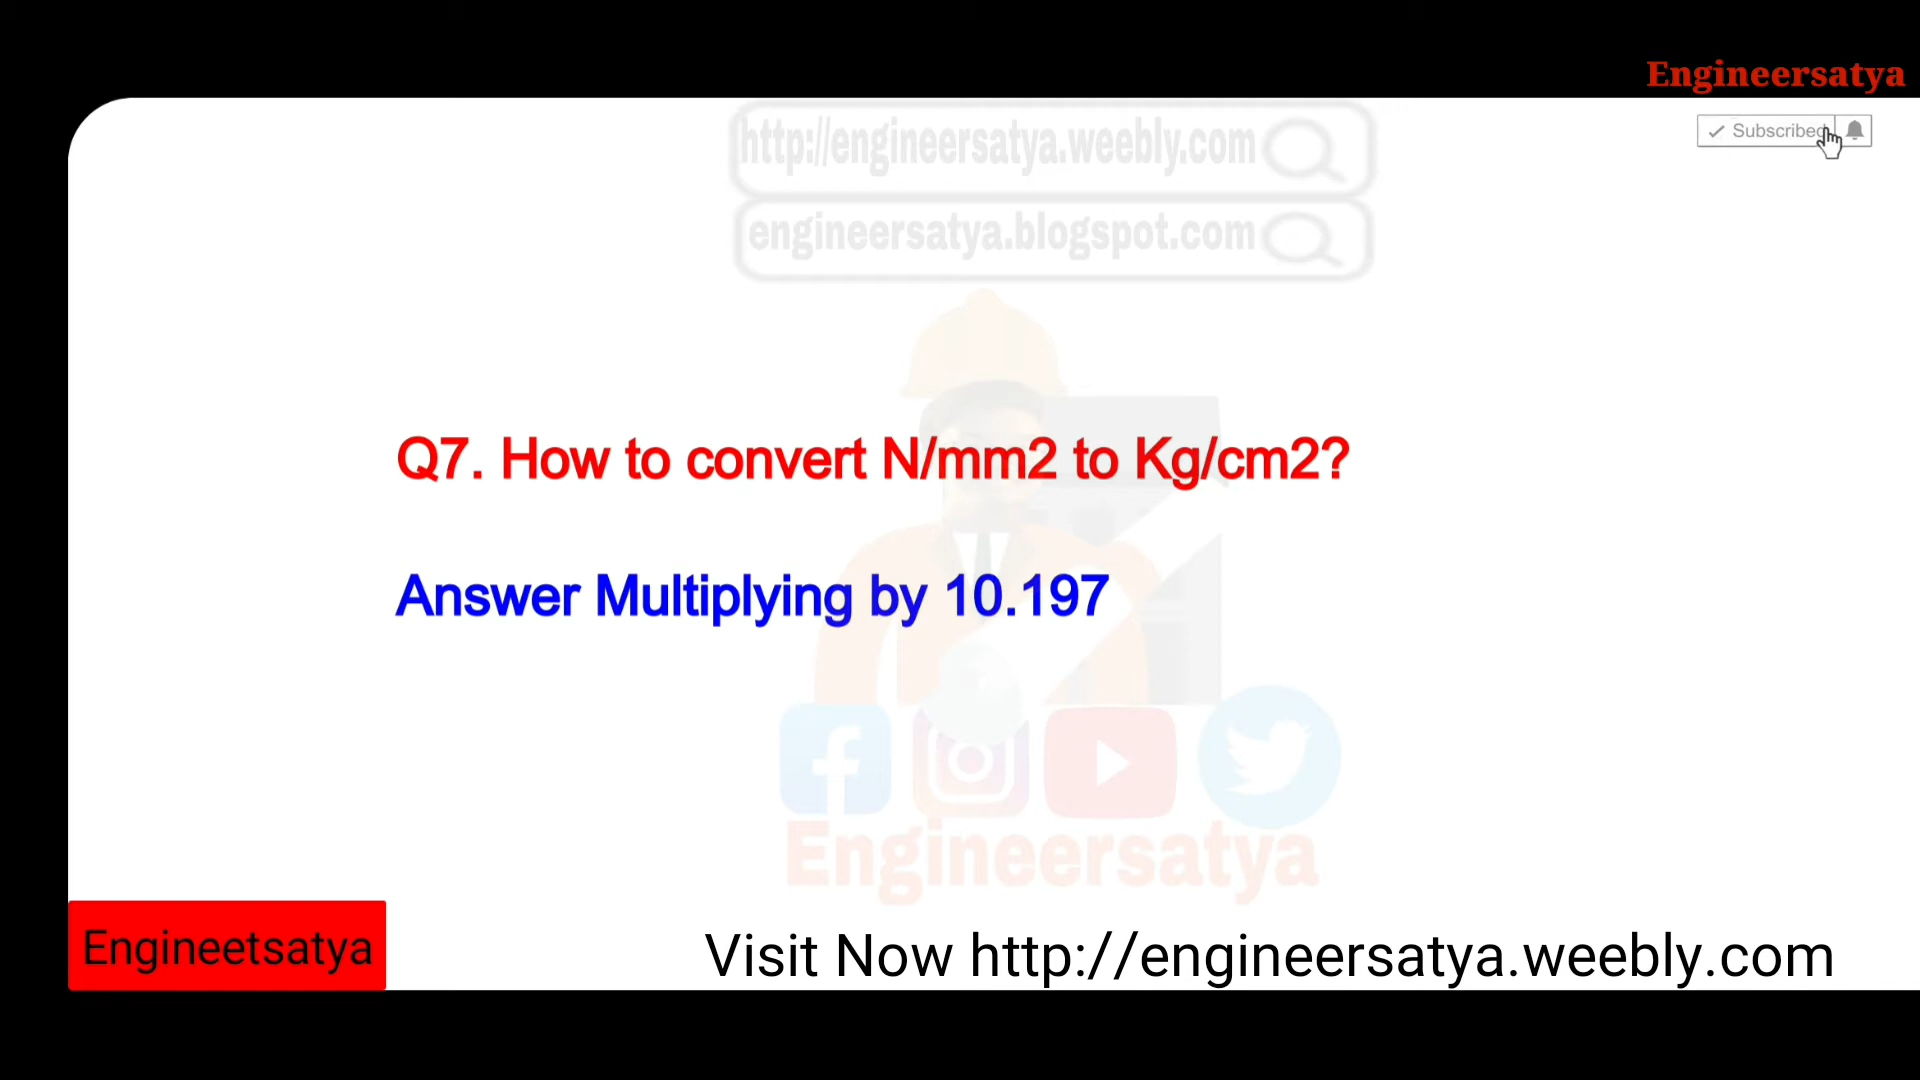 Engineersatya
Subscribed
http://engineersatya.weebly.com
engineersatya.blogspot.com
Q7. How to convert N/mm2 to Kg/cm2?
Answer Multiplying by 10.197
Engineersatya
Engineetsatya
Visit Now http://engineersatya.weebly.com